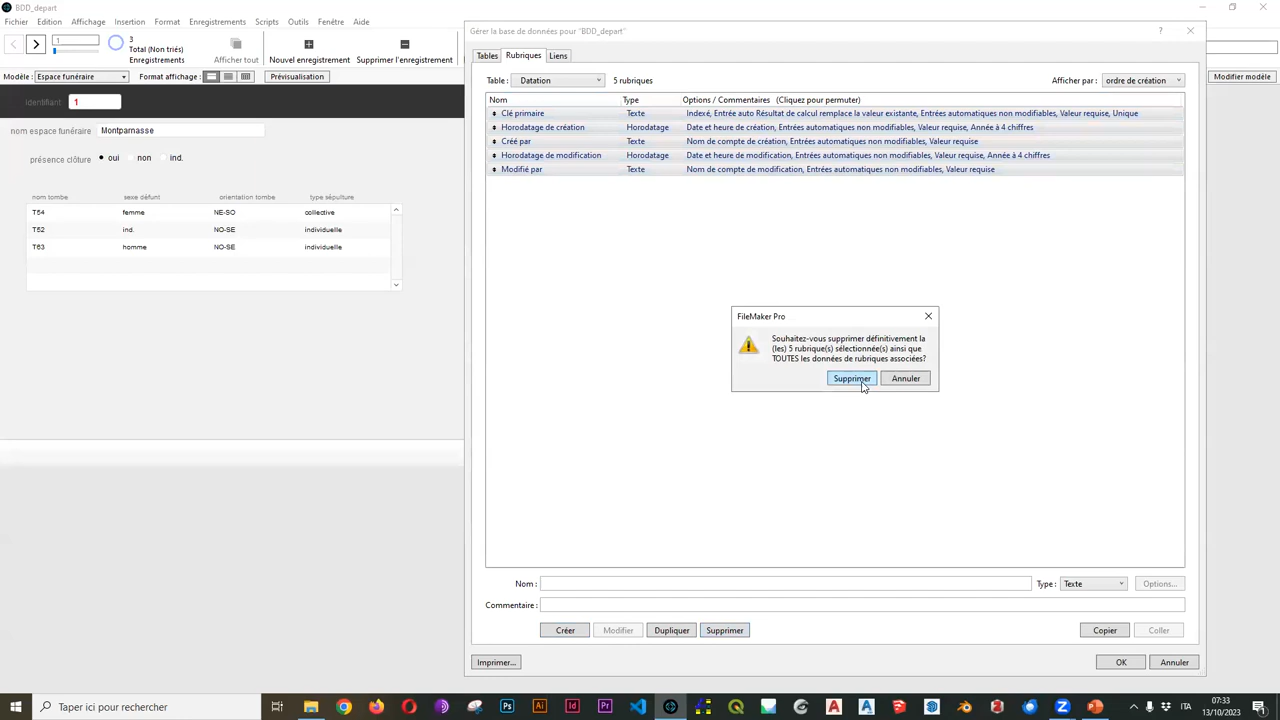 BDD_depart
Fichier Edition Affichage Insertion Format Enregistrements Scripts Outils Fenêtre Aide
1
3
Total (Non triés)
Enregistrements
Afficher tout
Nouvel enregistrement
Supprimer l'enregistrement
Modèle : Espace funéraire
Format affichage :
Prévisualisation
Modifier modèle
identifiant 1
nom espace funéraire Montparnasse
présence clôture oui non ind.
nom tombe sexe défunt orientation tombe type sépulture
T54 femme NE-SO collective
T52 ind. NO-SE individuelle
T63 homme NO-SE individuelle
Gérer la base de données pour "BDD_depart"
Tables Rubriques Liens
Table : Datation 5 rubriques Afficher par : ordre de création
Nom Type Options / Commentaires (Cliquez pour permuter)
Clé primaire Texte Indexé, Entrée auto Résultat de calcul remplace la valeur existante, Entrées automatiques non modifiables, Valeur requise, Unique
Horodatage de création Horodatage Date et heure de création, Entrées automatiques non modifiables, Valeur requise, Année à 4 chiffres
Créé par Texte Nom de compte de création, Entrées automatiques non modifiables, Valeur requise
Horodatage de modification Horodatage Date et heure de modification, Entrées automatiques non modifiables, Valeur requise, Année à 4 chiffres
Modifié par Texte Nom de compte de modification, Entrées automatiques non modifiables, Valeur requise
FileMaker Pro
Souhaitez-vous supprimer définitivement la
(les) 5 rubrique(s) sélectionnée(s) ainsi que
TOUTES les données de rubriques associées?
Supprimer Annuler
Nom : Type : Texte Options...
Commentaire :
Créer Modifier Dupliquer Supprimer Copier Coller
Imprimer... OK Annuler
Taper ici pour rechercher
Ps Ai Id Pr
07:33
13/10/2023